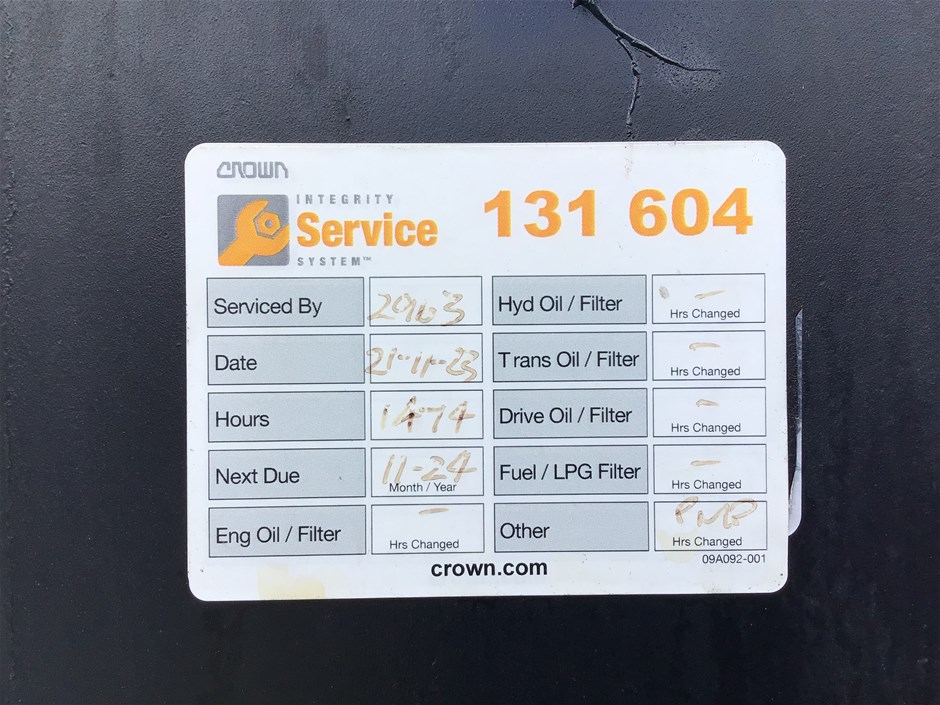 CROWN
INTEGRITY
Service
SYSTEM™
131 604
Serviced By 2963 Hyd Oil / Filter -
Hrs Changed
Date 21-11-23 Trans Oil / Filter -
Hrs Changed
Hours 1474 Drive Oil / Filter -
Hrs Changed
Next Due 11-24 Fuel / LPG Filter -
Month / Year Hrs Changed
Eng Oil / Filter - Other
Hrs Changed Hrs Changed
09A092-001
crown.com